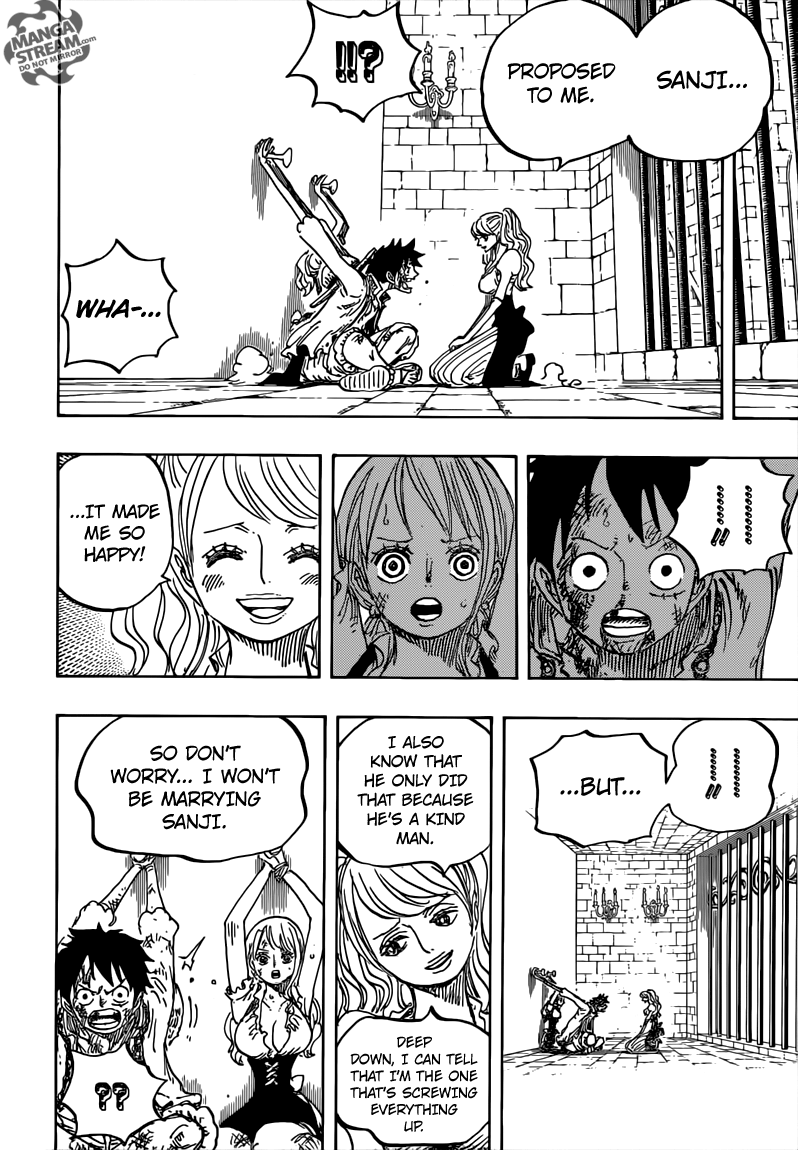 MANGA
STREAM.com
DO NOT MIRROR
SANJI...
PROPOSED
TO ME.
!!?
WHA-...
.......... ..........!!
...IT MADE
ME SO
HAPPY!
.......... ..........!!
...BUT...
I ALSO
KNOW THAT
HE ONLY DID
THAT BECAUSE
HE'S A KIND
MAN.
DEEP
DOWN, I CAN TELL
THAT I'M THE ONE
THAT'S SCREWING
EVERYTHING
UP.
SO DON'T
WORRY... I WON'T
BE MARRYING
SANJI.
??